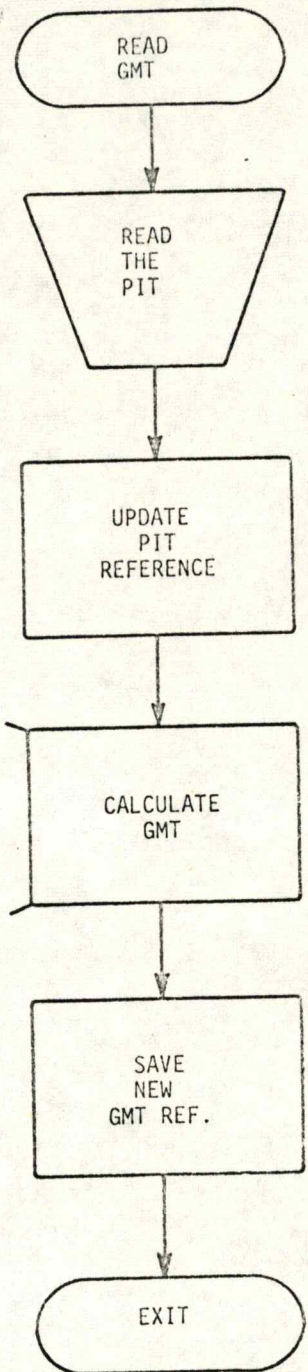 READ
GMT
READ
THE
PIT
UPDATE
PIT
REFERENCE
CALCULATE
GMT
SAVE
NEW
GMT REF.
EXIT